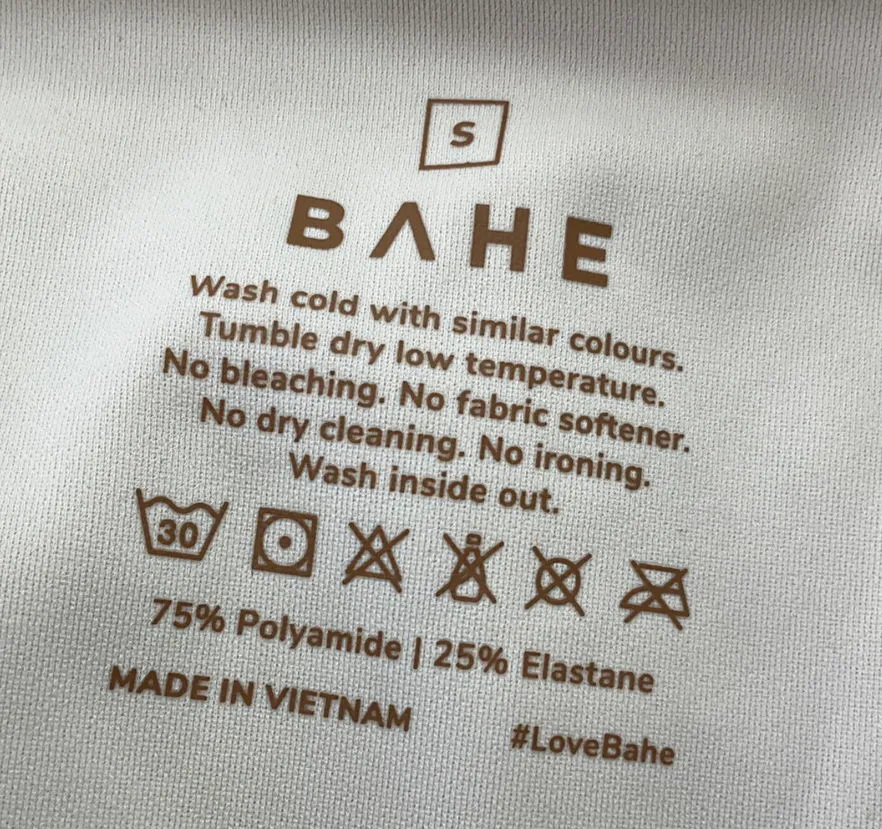 S
BAHE
Wash cold with similar colours.
Tumble dry low temperature.
No bleaching. No fabric softener.
No dry cleaning. No ironing.
Wash inside out.
30
75% Polyamide | 25% Elastane
MADE IN VIETNAM
#LoveBahe